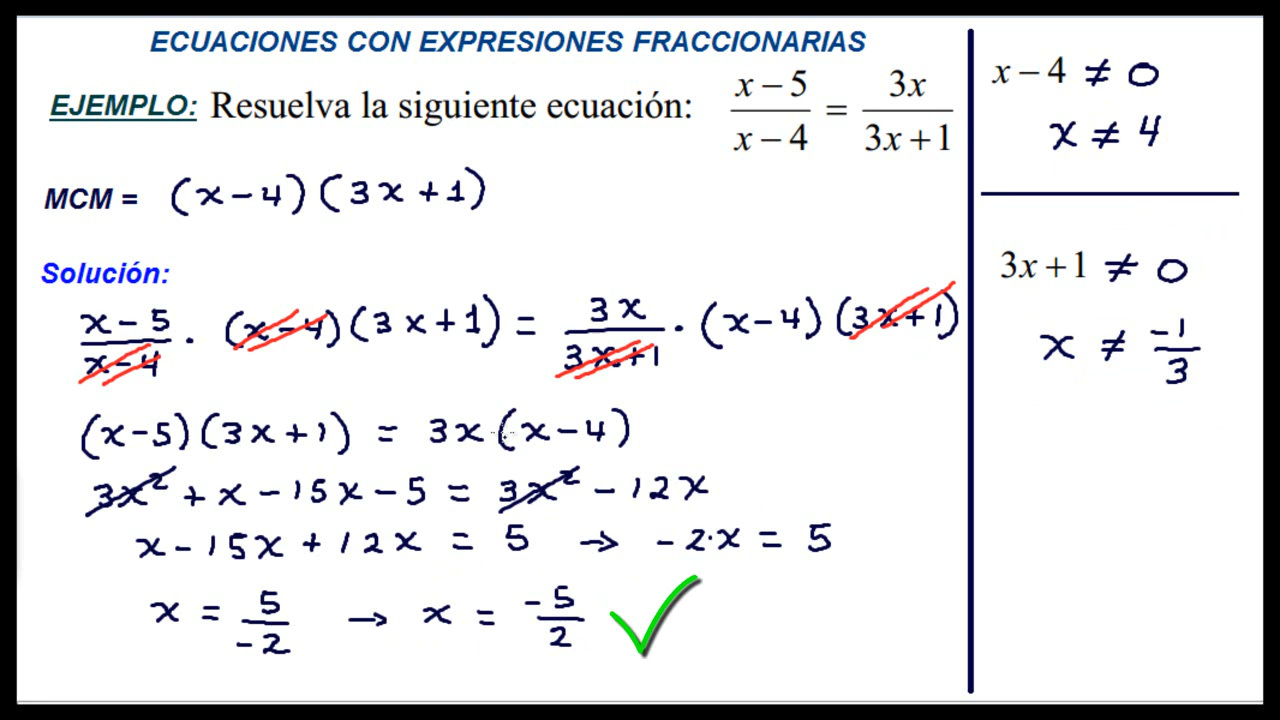 ECUACIONES CON EXPRESIONES FRACCIONARIAS
EJEMPLO: Resuelva la siguiente ecuación: (x − 5)/(x − 4) = 3x/(3x + 1)
MCM = (x − 4)(3x + 1)
Solución:
(x − 5)/(x − 4) · (x − 4)(3x + 1) = 3x/(3x + 1) · (x − 4)(3x + 1)
(x − 5)(3x + 1) = 3x(x − 4)
3x² + x − 15x − 5 = 3x² − 12x
x − 15x + 12x = 5 → −2·x = 5
x = 5/−2 → x = −5/2
x − 4 ≠ 0
x ≠ 4
3x + 1 ≠ 0
x ≠ −1/3